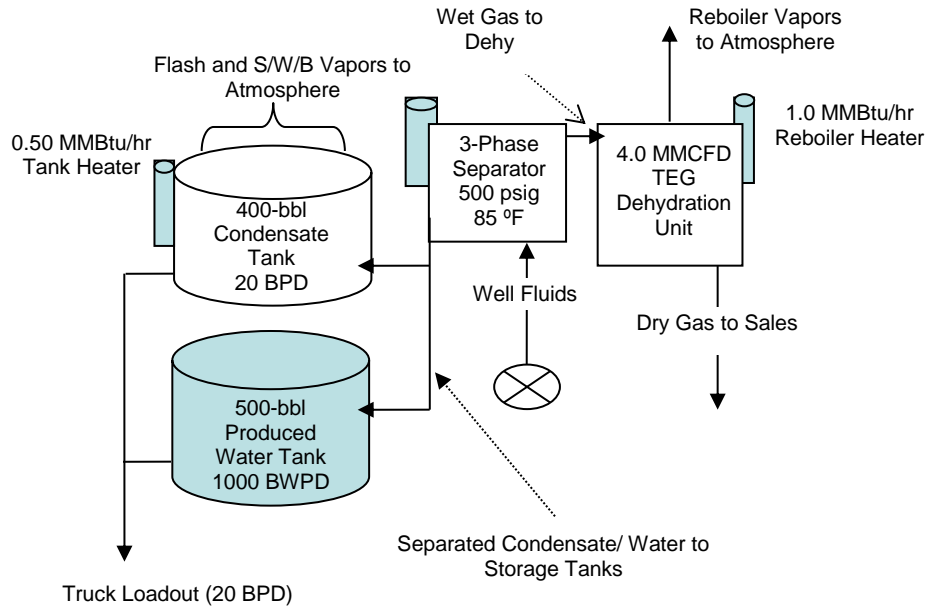 Wet Gas to
Dehy
Reboiler Vapors
to Atmosphere
Flash and S/W/B Vapors to
Atmosphere
0.50 MMBtu/hr
Tank Heater
3-Phase
Separator
500 psig
85 ºF
4.0 MMCFD
TEG
Dehydration
Unit
1.0 MMBtu/hr
Reboiler Heater
400-bbl
Condensate
Tank
20 BPD
Well Fluids
Dry Gas to Sales
500-bbl
Produced
Water Tank
1000 BWPD
Separated Condensate/ Water to
Storage Tanks
Truck Loadout (20 BPD)